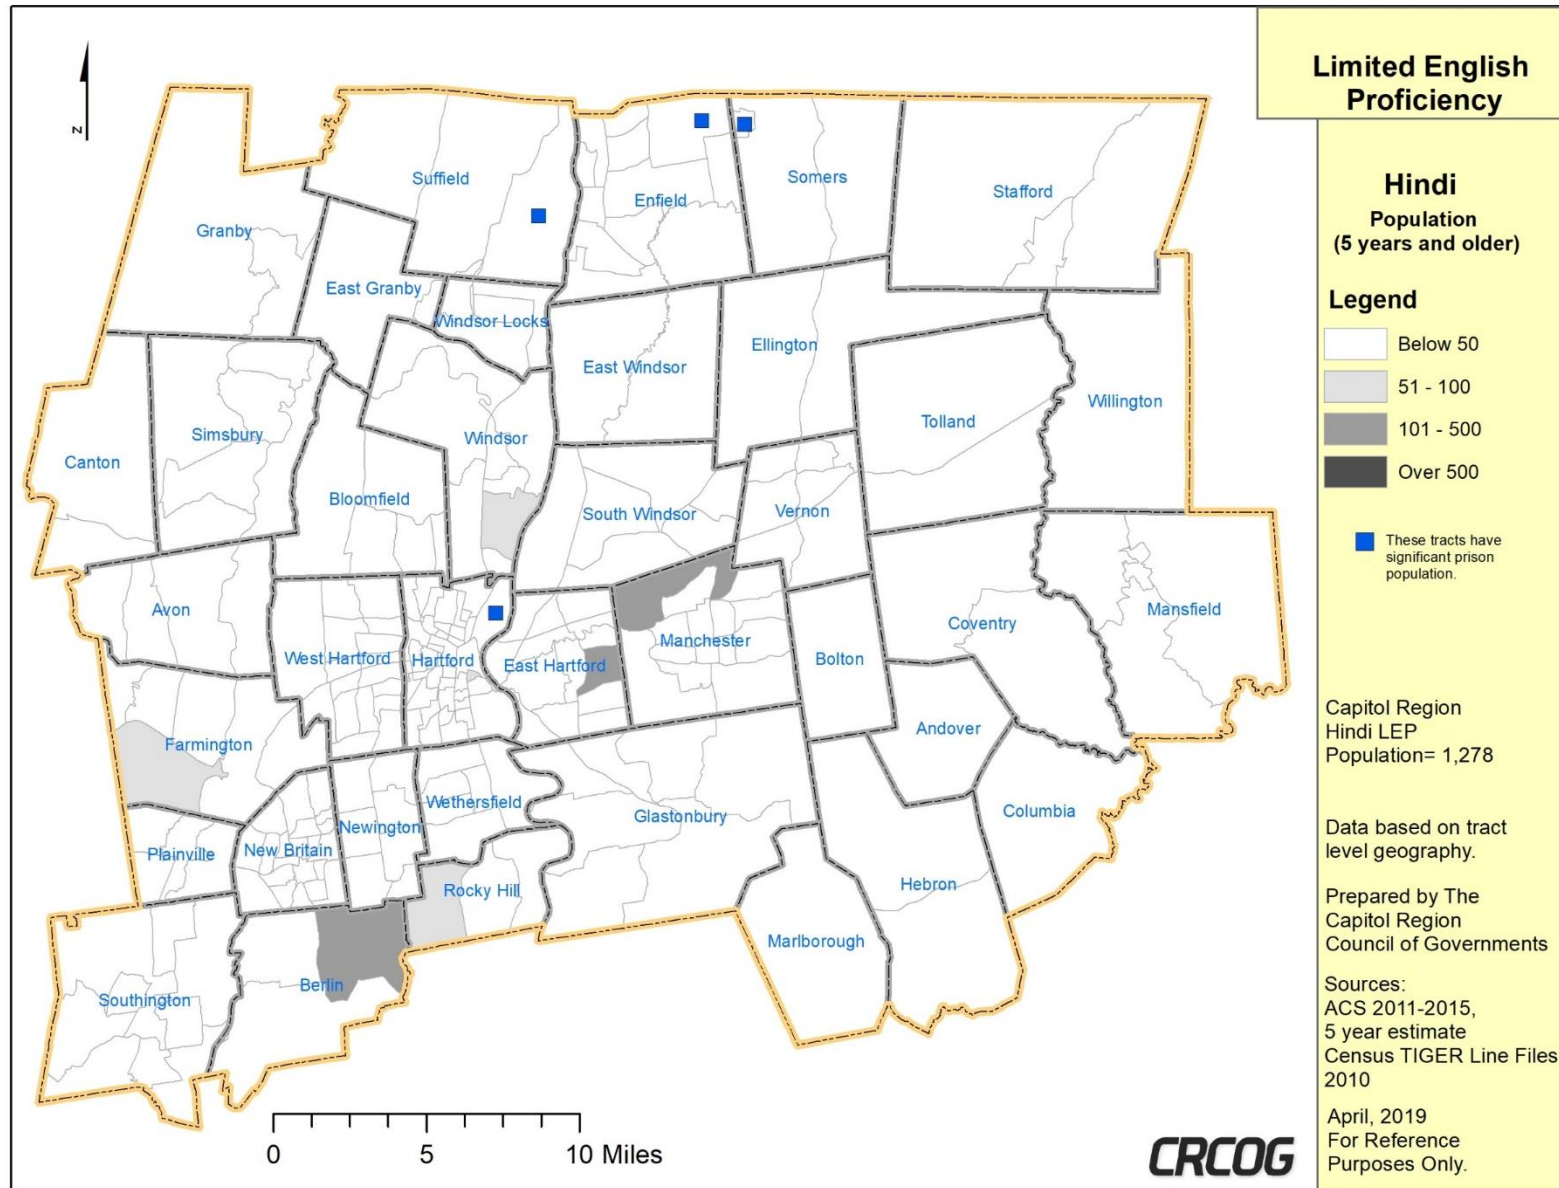 Limited English
Proficiency
Hindi
Population
(5 years and older)
Legend
Below 50
51 - 100
101 - 500
Over 500
These tracts have
significant prison
population.
Capitol Region
Hindi LEP
Population= 1,278
Data based on tract
level geography.
Prepared by The
Capitol Region
Council of Governments
Sources:
ACS 2011-2015,
5 year estimate
Census TIGER Line Files
2010
April, 2019
For Reference
Purposes Only.
z
Suffield
Enfield
Somers
Stafford
Granby
East Granby
Windsor Locks
East Windsor
Ellington
Tolland
Willington
Canton
Simsbury
Windsor
Bloomfield
South Windsor
Vernon
Avon
West Hartford
Hartford
East Hartford
Manchester
Bolton
Coventry
Mansfield
Farmington
Andover
Columbia
Plainville
New Britain
Newington
Wethersfield
Glastonbury
Rocky Hill
Hebron
Marlborough
Southington
Berlin
0 5 10 Miles
CRCOG